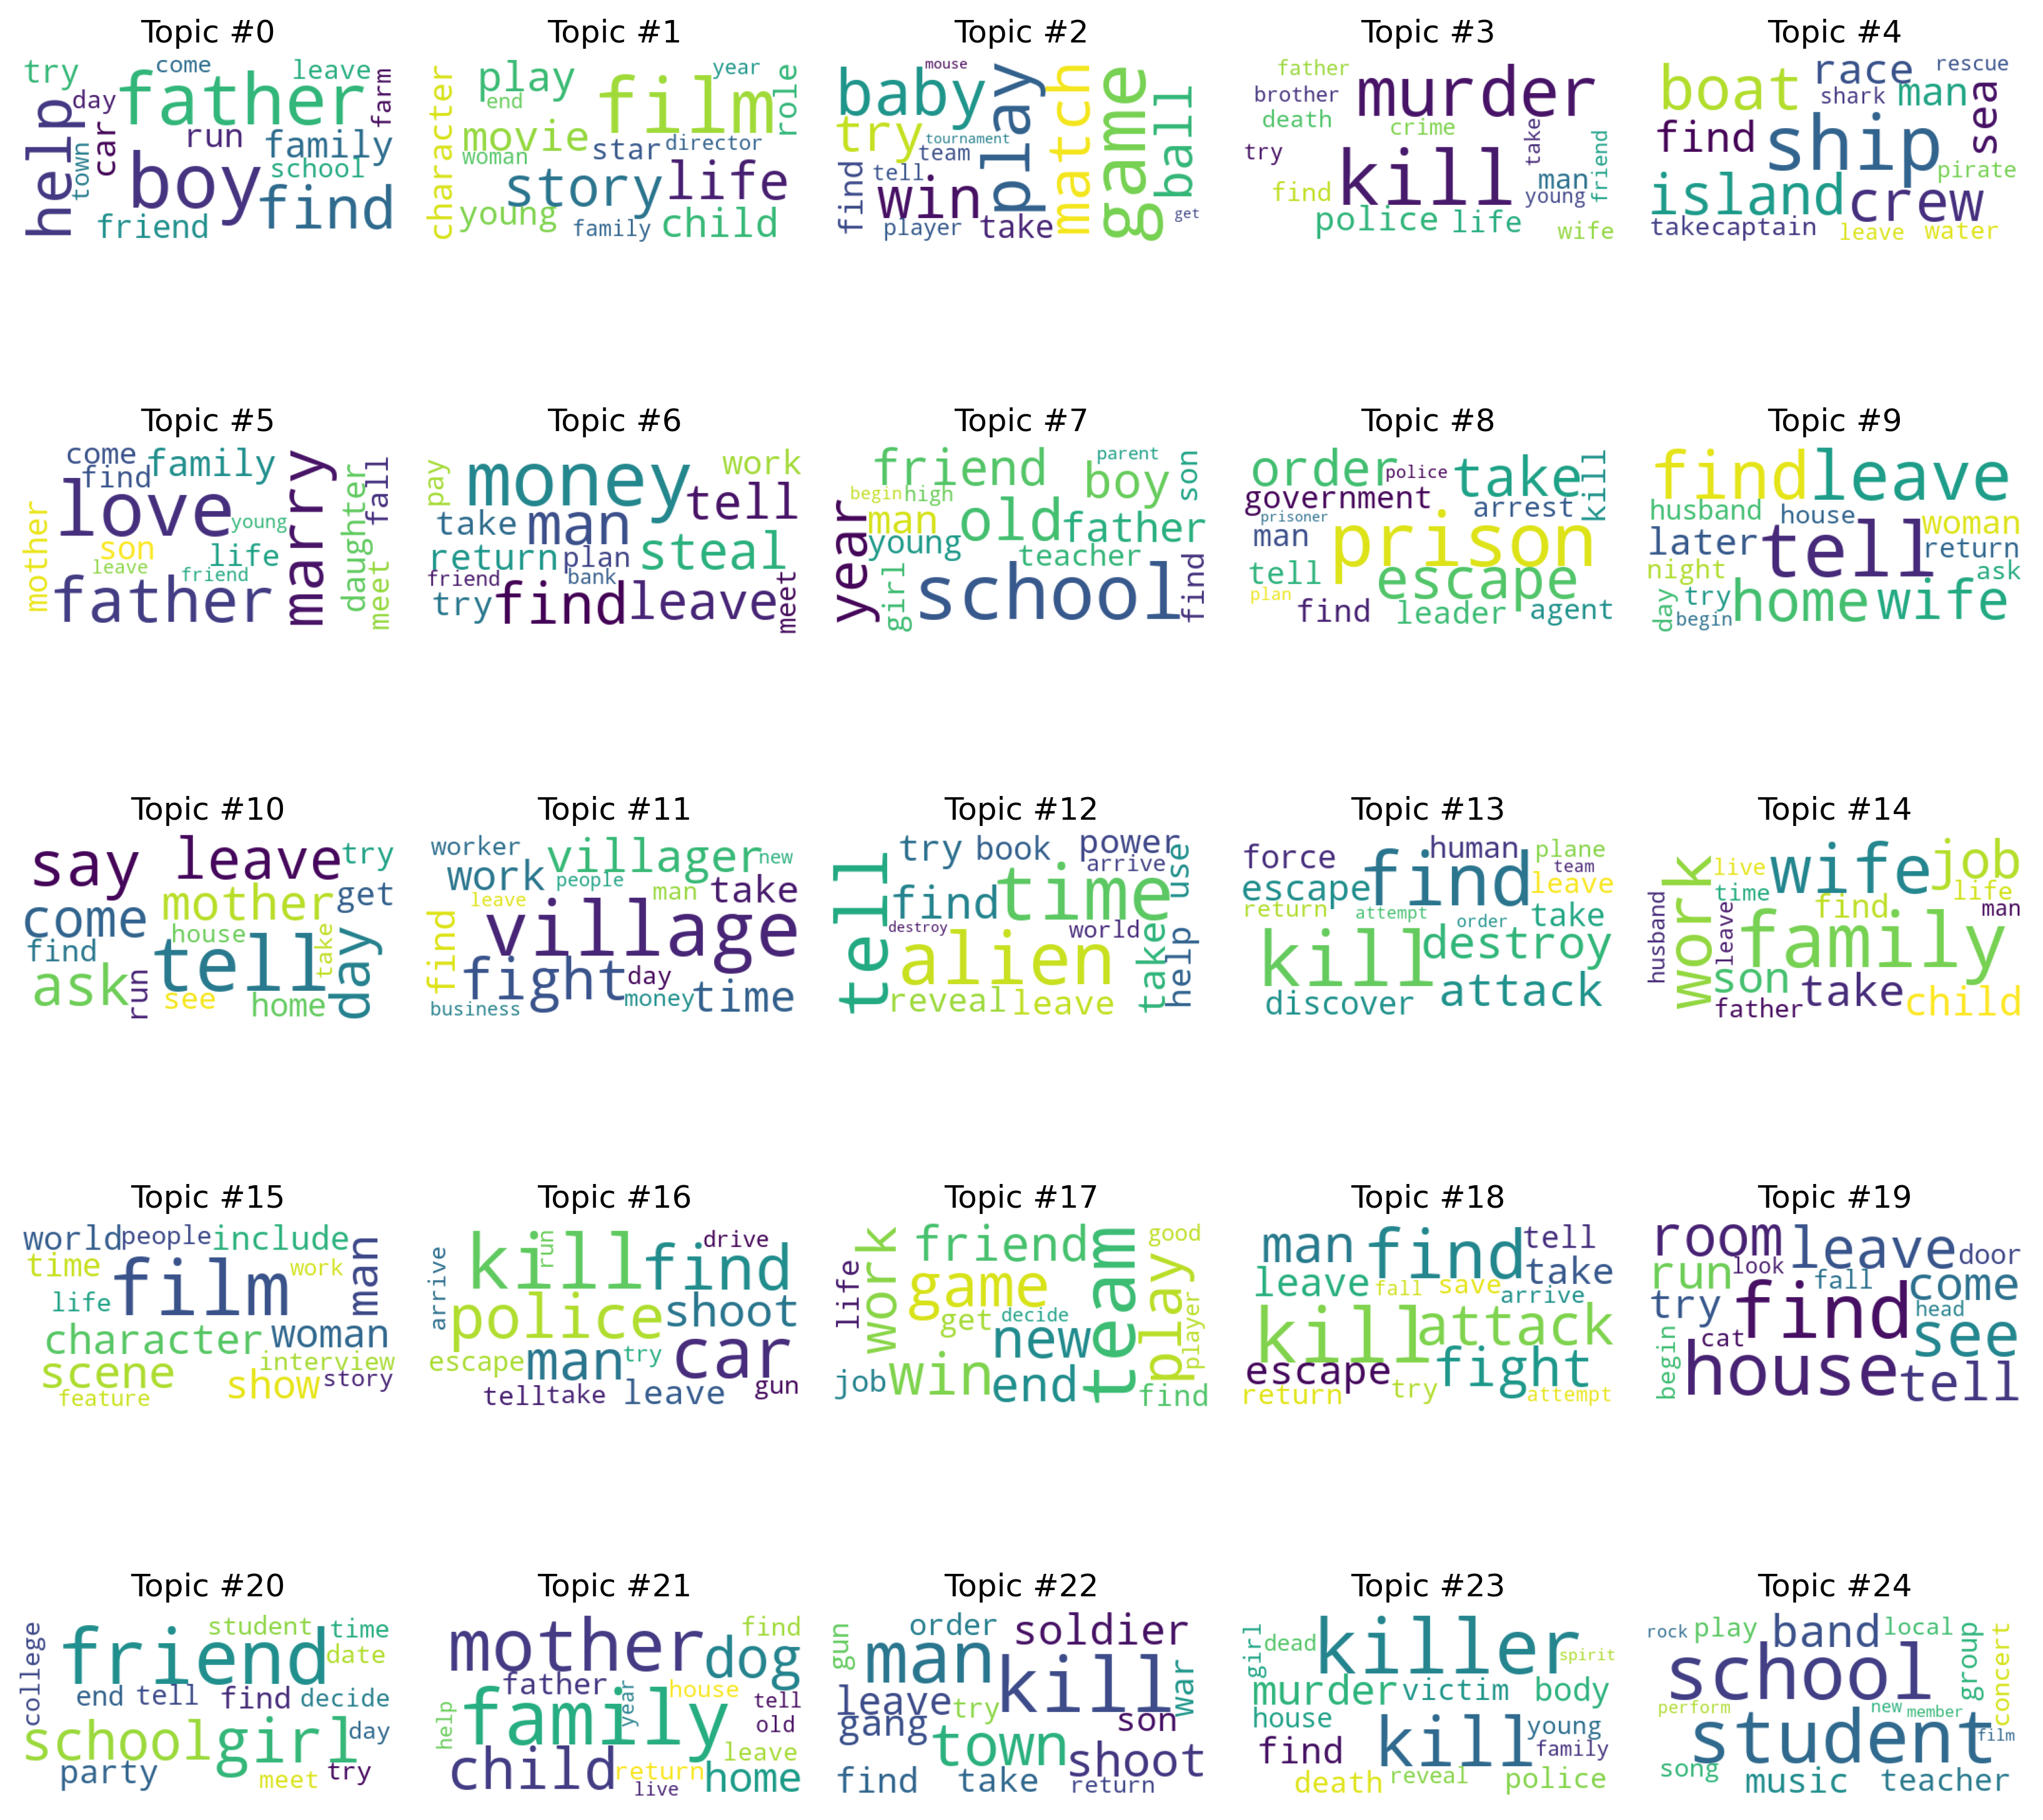 Topic #0
try come leave
day father farm
help car run family
town boy school
friend find
Topic #1
play film year role
end
character movie star director
woman story life
young family child
Topic #2
mouse
baby play match game ball
try tournament
team
find tell win
player take get
Topic #3
father murder
brother
death crime take friend
try kill man
find young
police life wife
Topic #4
boat race rescue
shark man sea
find ship pirate
island crew
take captain leave water
Topic #5
come family marry fall
find
mother love young daughter
son life
leave friend meet
father
Topic #6
pay money work
take man tell
return plan steal
friend bank meet
try find leave
Topic #7
friend parent son
begin high boy
year man old father
young teacher
girl school find
Topic #8
order police take kill
government arrest
prisoner prison
man
tell escape
plan find leader agent
Topic #9
find leave
husband house woman
later tell return
night ask
day try home wife
begin
Topic #10
say leave try
come mother get
find house take day
ask tell
run see home
Topic #11
worker villager new
work people man take
leave
find village
fight day time
business money
Topic #12
tell try book power use
arrive
find time
destroy world
alien take help
reveal leave
Topic #13
force human plane
escape find team
leave
return attempt order take
kill destroy
discover attack
Topic #14
work live wife job
time life
husband leave find man
family
son take child
father
Topic #15
world people include man
time film work
life
character woman
scene interview
feature show story
Topic #16
arrive kill run drive
find
police shoot
escape man try car
tell take leave gun
Topic #17
life work friend team play good
game
get decide player
new
job win end find
Topic #18
man find tell
leave fall save take
arrive
kill attack
escape fight
return try attempt
Topic #19
room leave door
run look fall come
try find head
begin cat see
house tell
Topic #20
college friend student time
date
end tell find decide
school girl day
party meet try
Topic #21
mother find
dog
father house
help family year tell
old
child return leave
live home
Topic #22
gun man order soldier
leave try kill war
gang son
town shoot
find take return
Topic #23
girl dead killer spirit
murder victim body
house kill young
find family
death reveal police
Topic #24
rock play band local
school group concert
perform new member
student film
song music teacher